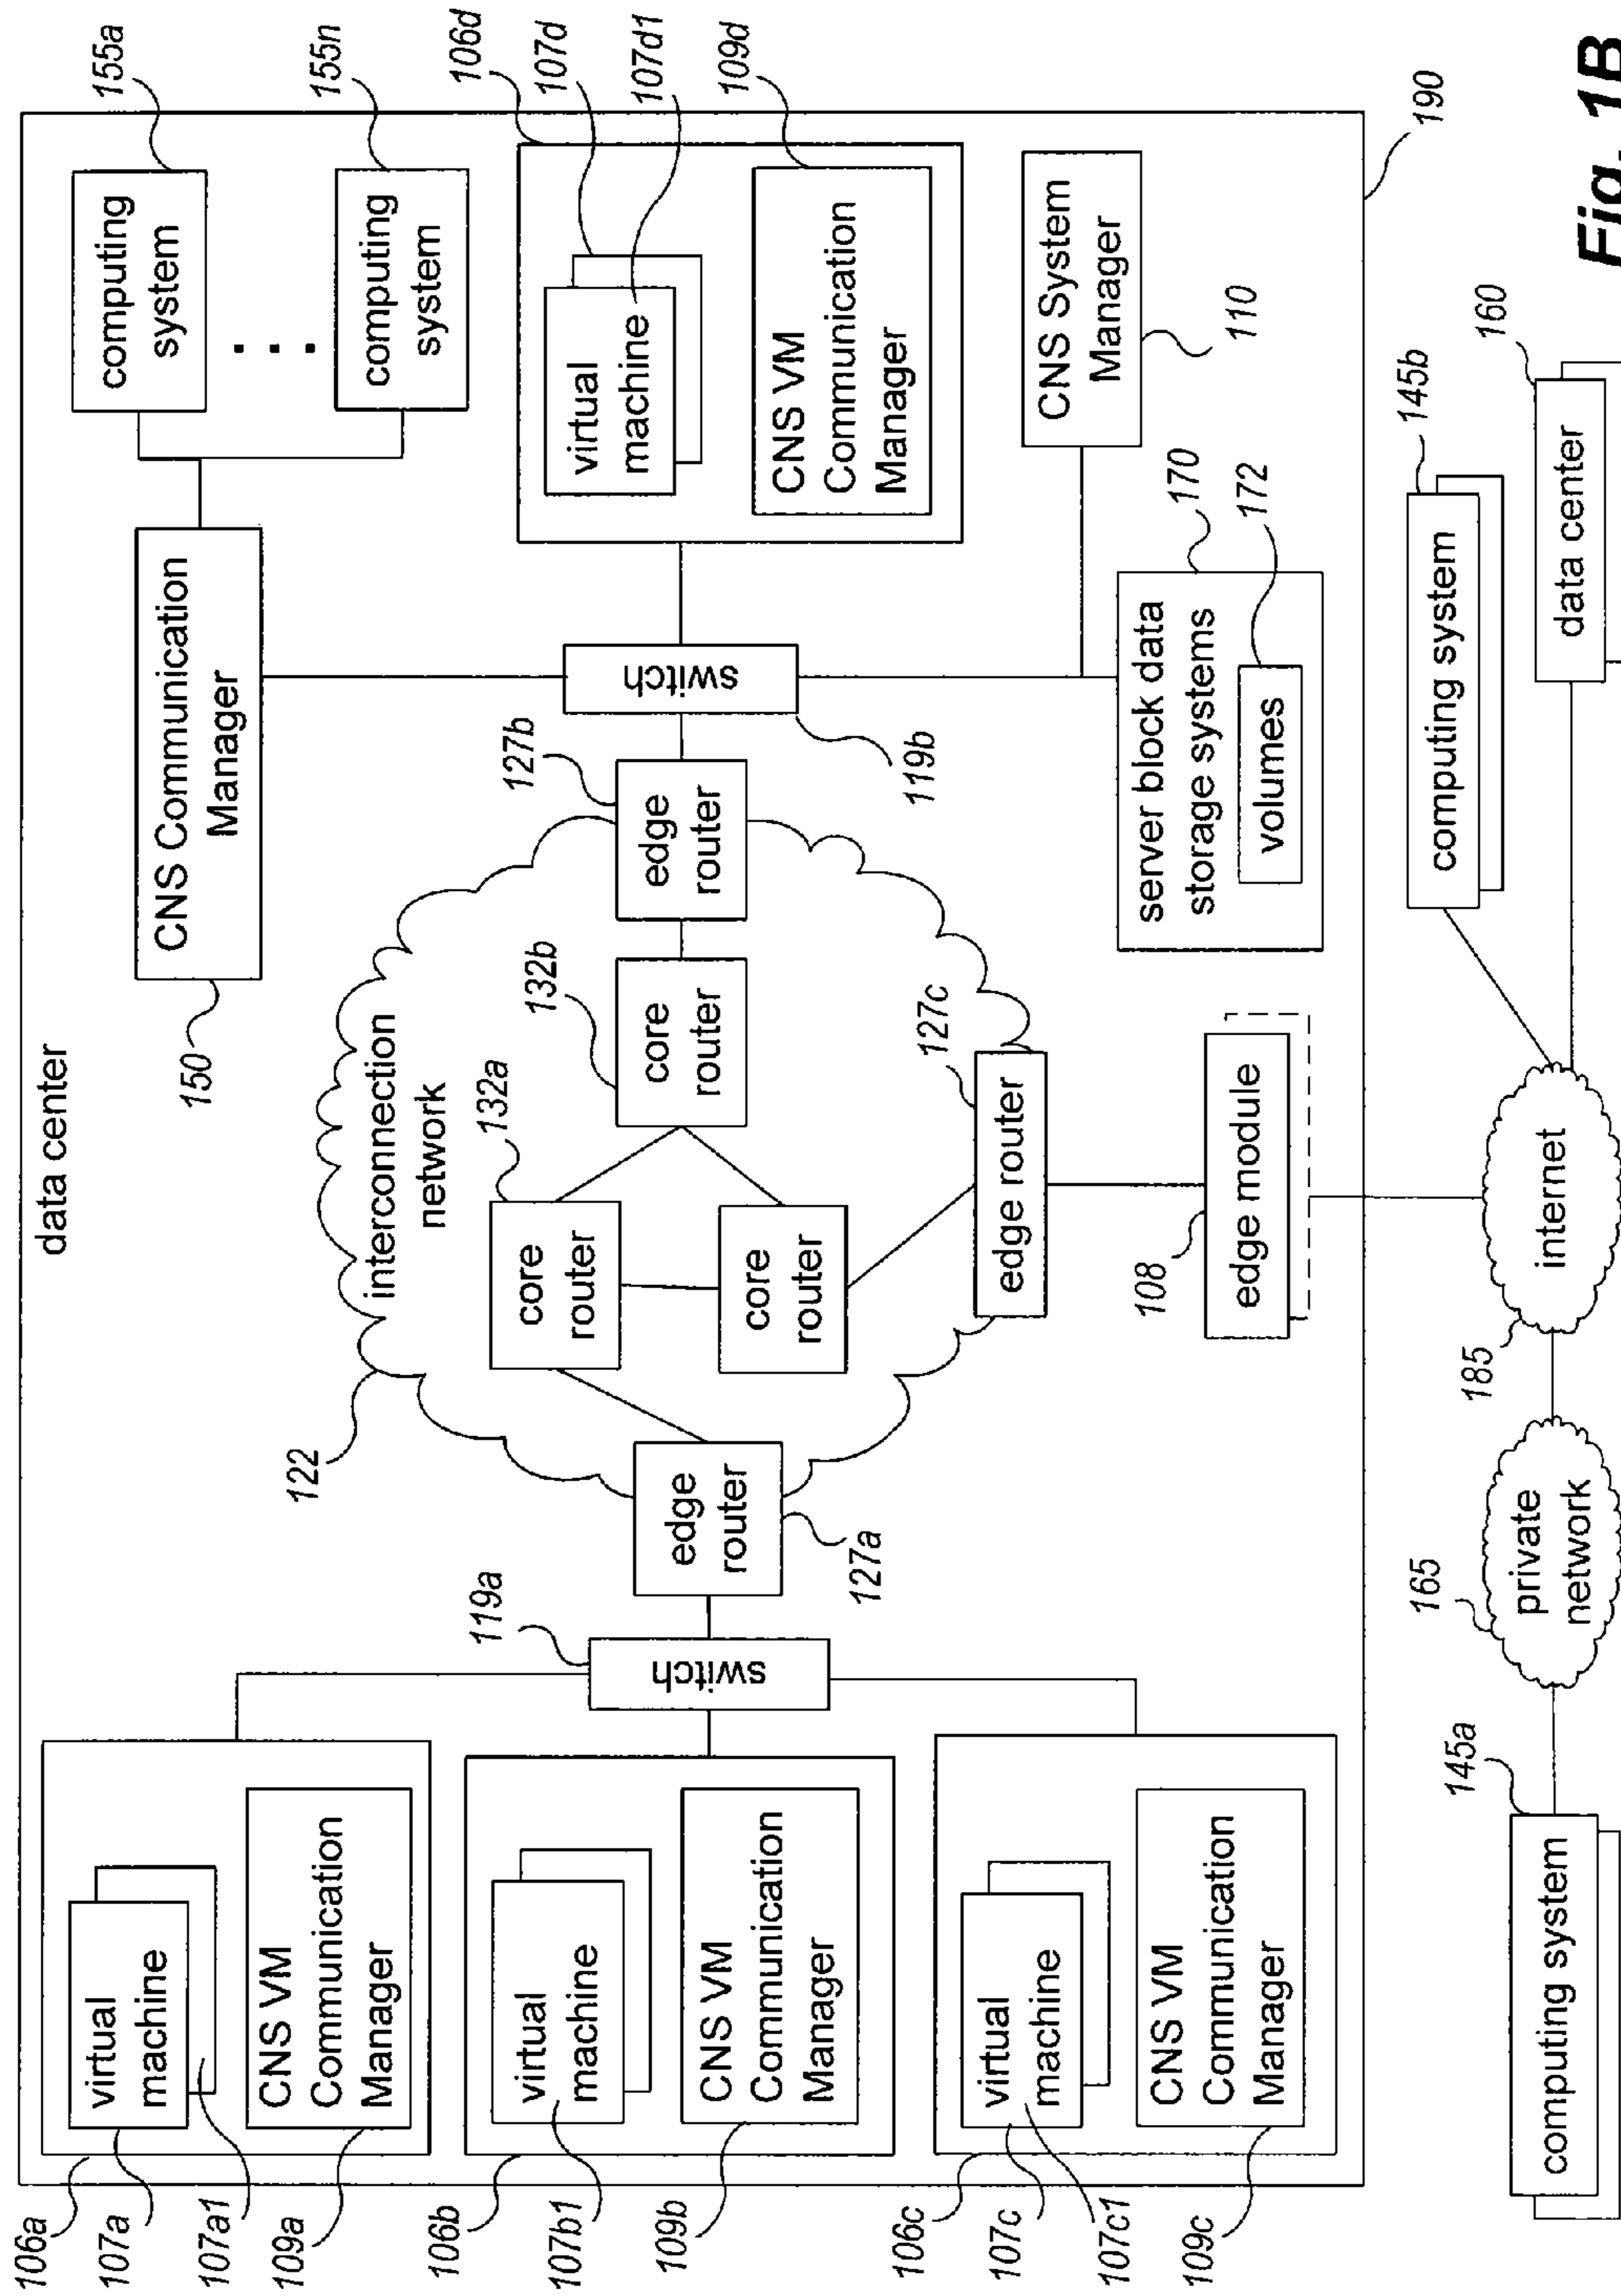 data center
106a
107a
107a1
109a
virtual
machine
CNS VM
Communication
Manager
106b
107b1
109b
virtual
machine
CNS VM
Communication
Manager
106c
107c
107c1
109c
virtual
machine
CNS VM
Communication
Manager
119a
switch
edge
router
127a
122
interconnection
network
132a
core
router
core
router
132b
core
router
127b
edge
router
127c
edge router
108
edge module
150
CNS Communication
Manager
switch
119b
computing
system
155a
...
computing
system
155n
106d
107d
107d1
109d
virtual
machine
CNS VM
Communication
Manager
CNS System
Manager
110
170
172
server block data
storage systems
volumes
190
145a
computing system
165
private
network
185
internet
145b
computing system
160
data center
Fig. 1B